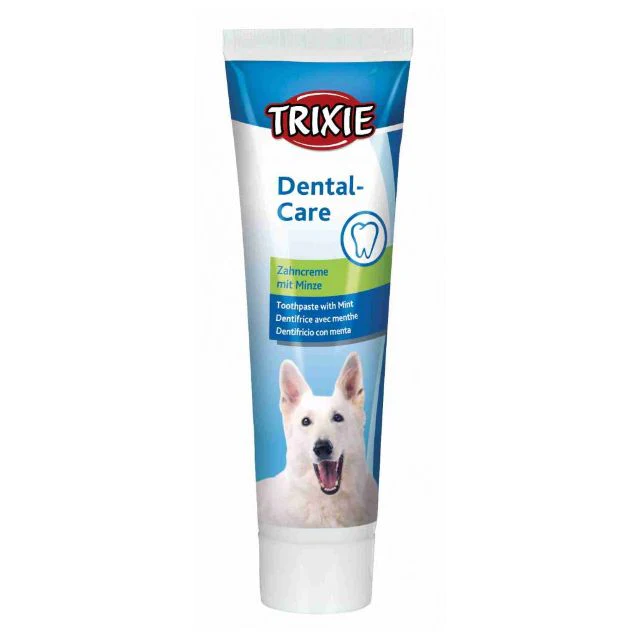 TRIXIE
Dental-
Care
Zahncreme
mit Minze
Toothpaste with Mint
Dentifrice avec menthe
Dentifricio con menta